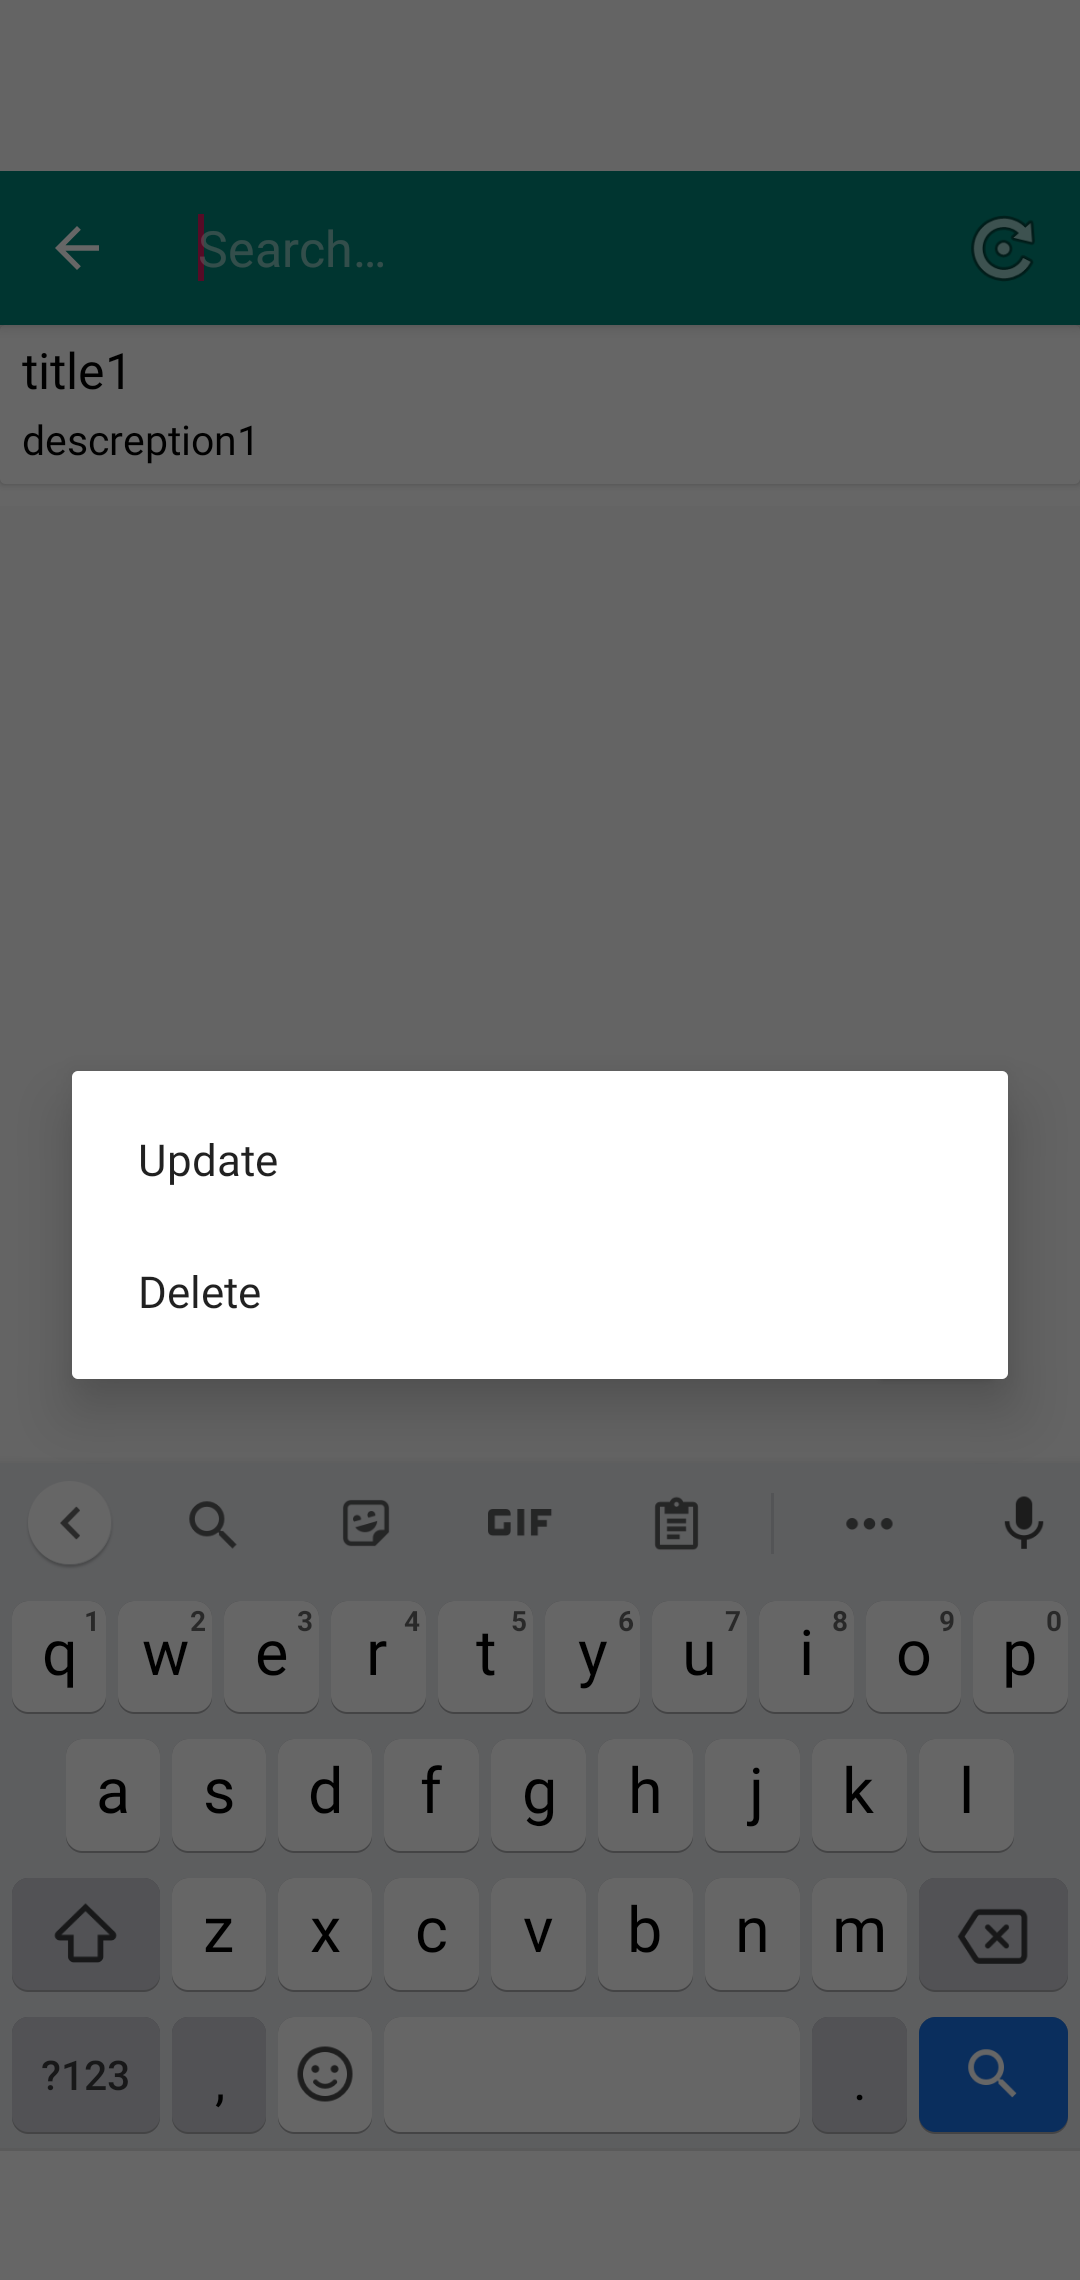 Search...
title1
descreption1
Update
Delete
GIF
q 1 w 2 e 3 r 4 t 5 y 6 u 7 i 8 o 9 p 0
a s d f g h j k l
z x c v b n m
?123 , .